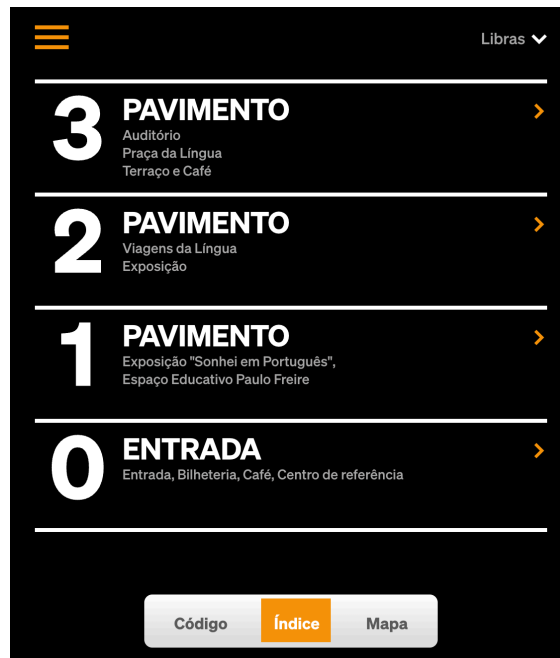 Libras
3
PAVIMENTO
Auditório
Praça da Língua
Terraço e Café
2
PAVIMENTO
Viagens da Língua
Exposição
1
PAVIMENTO
Exposição "Sonhei em Português",
Espaço Educativo Paulo Freire
0
ENTRADA
Entrada, Bilheteria, Café, Centro de referência
Código Índice Mapa